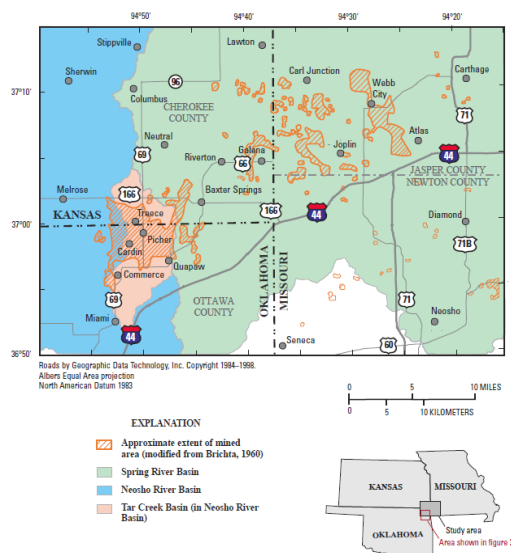 94°50'
94°40'
94°30'
94°20'
Stippville
Lawton
Sherwin
Carl Junction
Carthage
96
Webb
City
37°10'
Columbus
CHEROKEE
COUNTY
71
Neutral
Galena
Joplin
Atlas
69
Riverton
66
44
JASPER COUNTY
NEWTON COUNTY
Melrose
166
Baxter Springs
KANSAS
Treece
166
44
Diamond
37°00'
Picher
Cardin
71B
Quapaw
OKLAHOMA
MISSOURI
Commerce
69
OTTAWA
COUNTY
71
Miami
Neosho
44
Seneca
60
36°50'
Roads by Geographic Data Technology, Inc. Copyright 1984–1998.
Albers Equal Area projection
North American Datum 1983
0 5 10 MILES
0 5 10 KILOMETERS
EXPLANATION
Approximate extent of mined
area (modified from Brichta, 1960)
Spring River Basin
Neosho River Basin
Tar Creek Basin (in Neosho River
Basin)
KANSAS
MISSOURI
Study area
OKLAHOMA
Area shown in figure 2